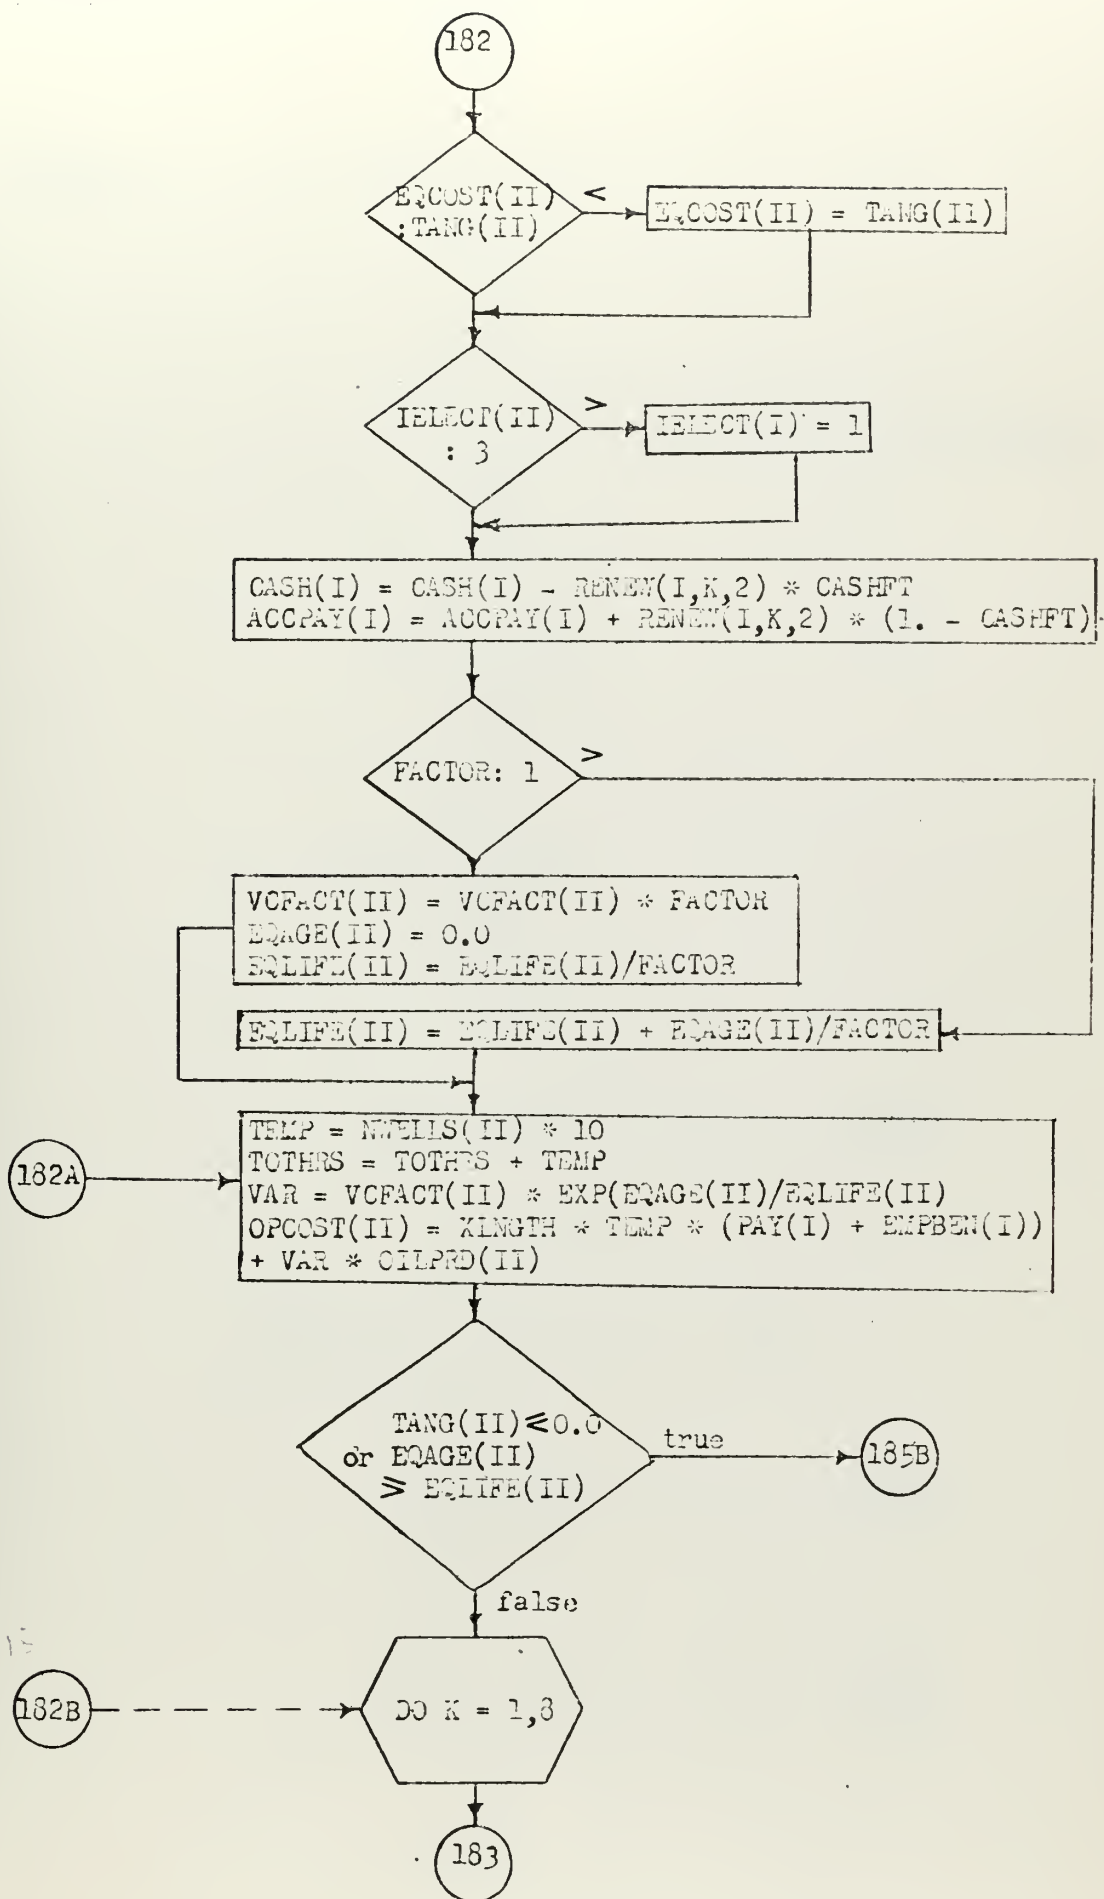 182
EQCOST(II)
:TANG(II)
<
EQCOST(II) = TANG(II)
IELECT(II)
: 3
>
IELECT(I) = 1
CASH(I) = CASH(I) - RENEW(I,K,2) * CASHFT
ACCPAY(I) = ACCPAY(I) + RENEW(I,K,2) * (1. - CASHFT)
FACTOR: 1
>
VCFACT(II) = VCFACT(II) * FACTOR
EQAGE(II) = 0.0
EQLIFE(II) = EQLIFE(II)/FACTOR
EQLIFE(II) = EQLIFE(II) + EQAGE(II)/FACTOR
182A
TEMP = NWELLS(II) * 10
TOTHRS = TOTHRS + TEMP
VAR = VCFACT(II) * EXP(EQAGE(II)/EQLIFE(II)
OPCOST(II) = XLNGTH * TEMP * (PAY(I) + EMPBEN(I))
+ VAR * OILPRD(II)
TANG(II)≤0.0
or EQAGE(II)
≥ EQLIFE(II)
true
185B
false
182B
DO K = 1,8
183